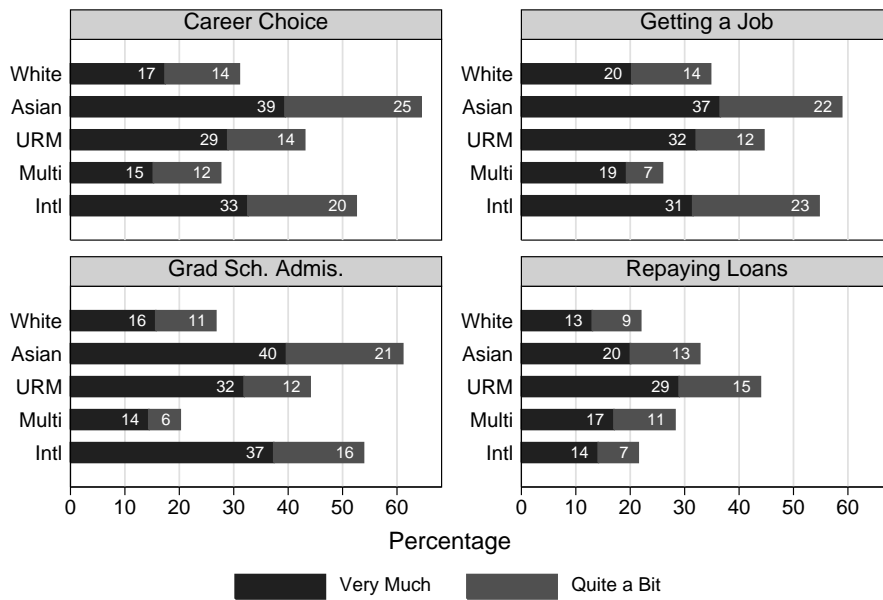 Career Choice
White 17 14
Asian 39 25
URM 29 14
Multi 15 12
Intl 33 20
Getting a Job
White 20 14
Asian 37 22
URM 32 12
Multi 19 7
Intl 31 23
Grad Sch. Admis.
White 16 11
Asian 40 21
URM 32 12
Multi 14 6
Intl 37 16
0 10 20 30 40 50 60
Repaying Loans
White 13 9
Asian 20 13
URM 29 15
Multi 17 11
Intl 14 7
0 10 20 30 40 50 60
Percentage
Very Much Quite a Bit